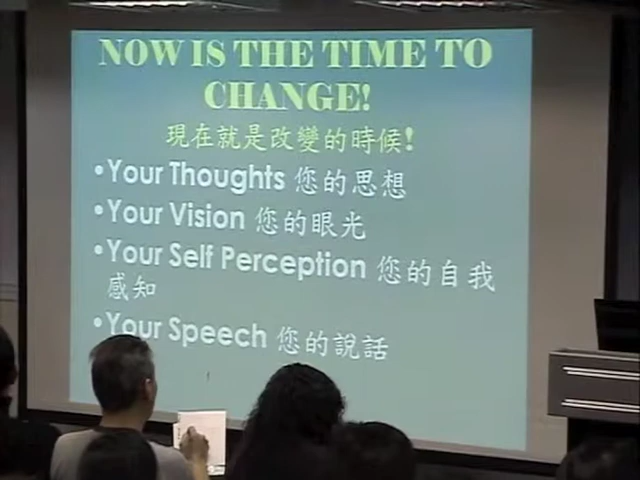 NOW IS THE TIME TO
CHANGE!
現在就是改變的時候!
•Your Thoughts 您的思想
•Your Vision 您的眼光
•Your Self Perception 您的自我
感知
•Your Speech 您的說話